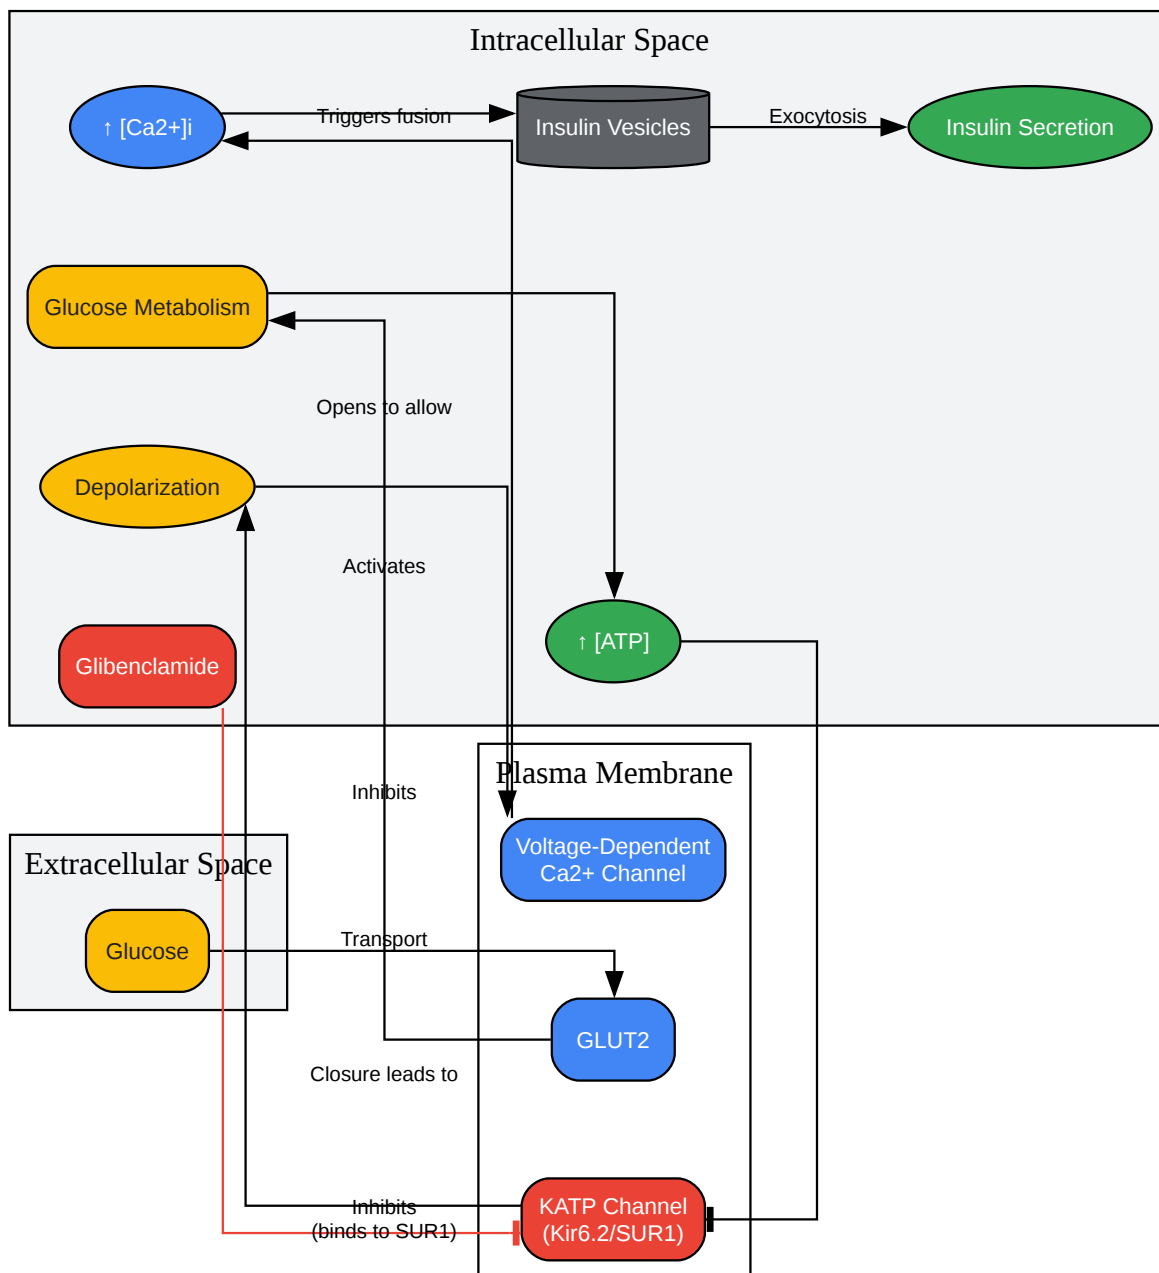 Intracellular Space
↑ [Ca2+]i
Triggers fusion
Insulin Vesicles
Exocytosis
Insulin Secretion
Glucose Metabolism
Opens to allow
Depolarization
Activates
Glibenclamide
↑ [ATP]
Plasma Membrane
Inhibits
Voltage-Dependent
Ca2+ Channel
Extracellular Space
Glucose
Transport
GLUT2
Closure leads to
Inhibits
(binds to SUR1)
KATP Channel
(Kir6.2/SUR1)